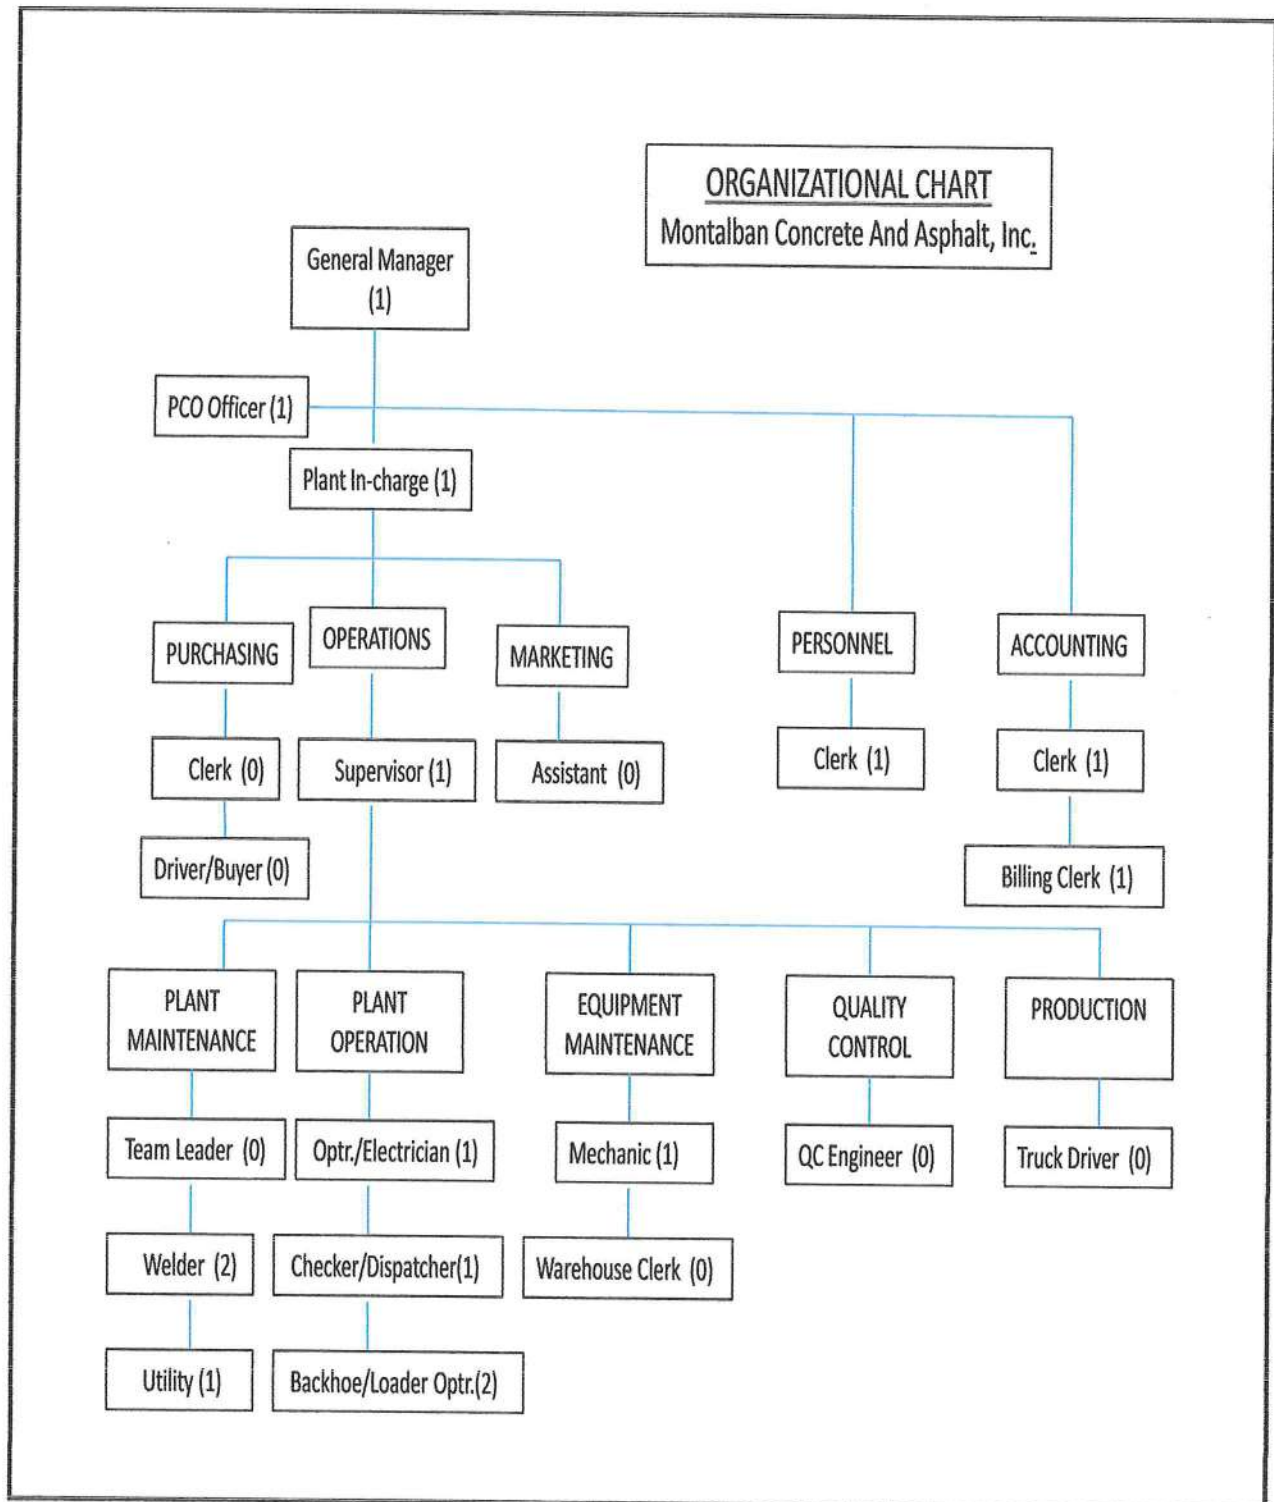 ORGANIZATIONAL CHART
Montalban Concrete And Asphalt, Inc.
General Manager
(1)
PCO Officer (1)
Plant In-charge (1)
PURCHASING
OPERATIONS
MARKETING
PERSONNEL
ACCOUNTING
Clerk (0)
Supervisor (1)
Assistant (0)
Clerk (1)
Clerk (1)
Driver/Buyer (0)
Billing Clerk (1)
PLANT
MAINTENANCE
PLANT
OPERATION
EQUIPMENT
MAINTENANCE
QUALITY
CONTROL
PRODUCTION
Team Leader (0)
Optr./Electrician (1)
Mechanic (1)
QC Engineer (0)
Truck Driver (0)
Welder (2)
Checker/Dispatcher(1)
Warehouse Clerk (0)
Utility (1)
Backhoe/Loader Optr.(2)